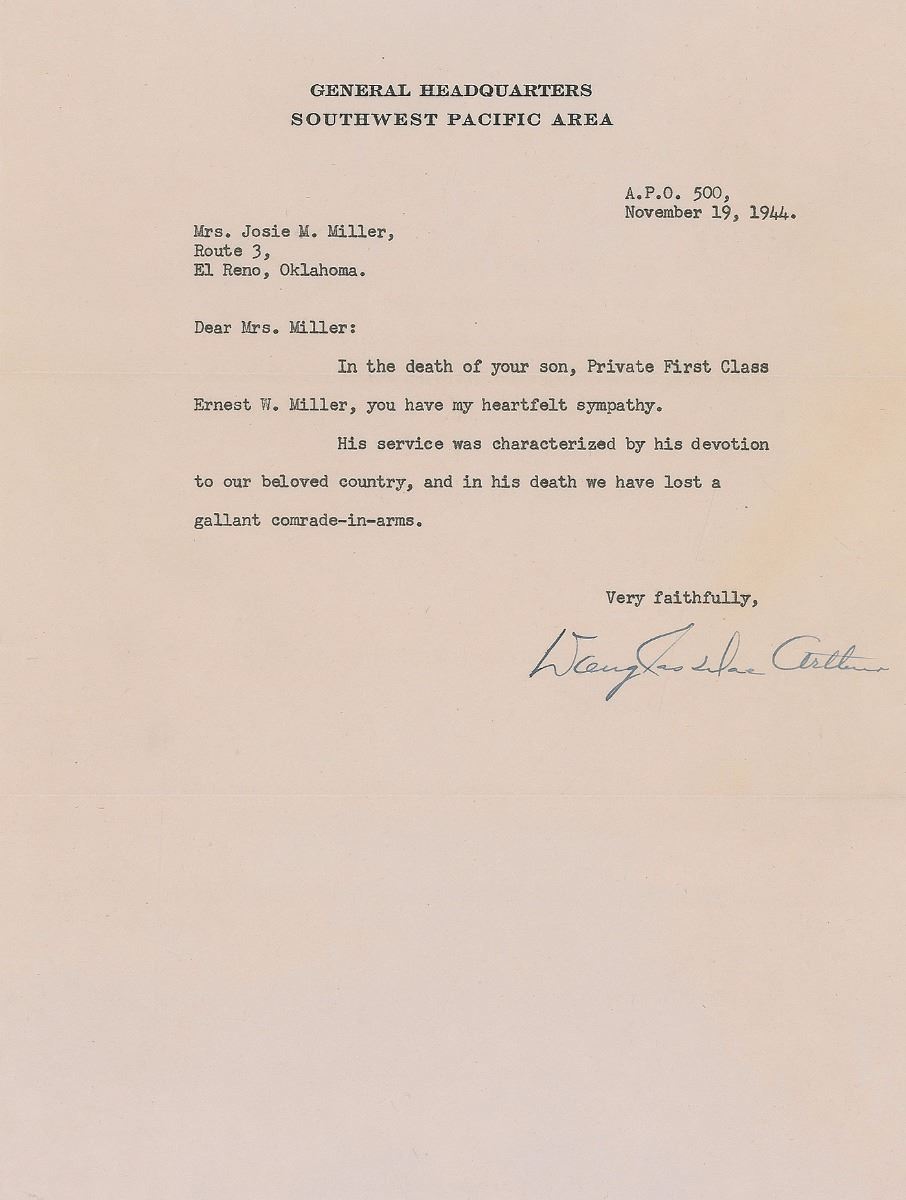 GENERAL HEADQUARTERS
SOUTHWEST PACIFIC AREA
A.P.O. 500,
November 19, 1944.
Mrs. Josie M. Miller,
Route 3,
El Reno, Oklahoma.
Dear Mrs. Miller:
In the death of your son, Private First Class
Ernest W. Miller, you have my heartfelt sympathy.
His service was characterized by his devotion
to our beloved country, and in his death we have lost a
gallant comrade-in-arms.
Very faithfully,
Douglas MacArthur